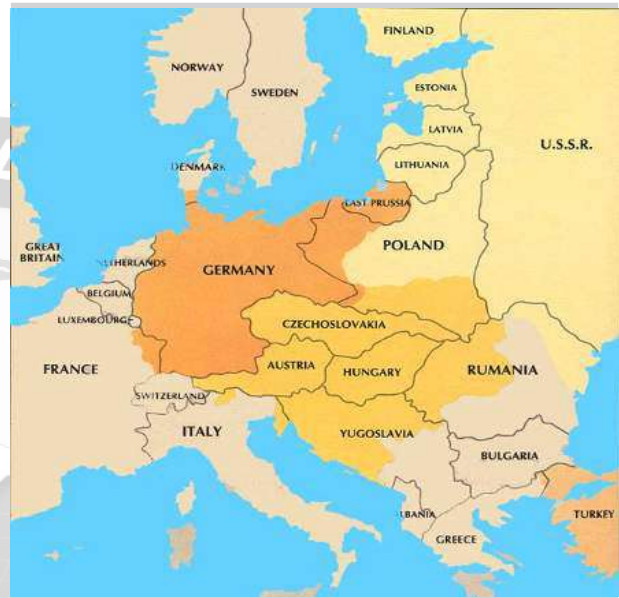 FINLAND
NORWAY
SWEDEN
ESTONIA
LATVIA
U.S.S.R.
DENMARK
LITHUANIA
EAST PRUSSIA
GREAT
BRITAIN
NETHERLANDS
GERMANY
POLAND
BELGIUM
LUXEMBOURG
CZECHOSLOVAKIA
FRANCE
AUSTRIA
HUNGARY
RUMANIA
SWITZERLAND
ITALY
YUGOSLAVIA
BULGARIA
ALBANIA
TURKEY
GREECE